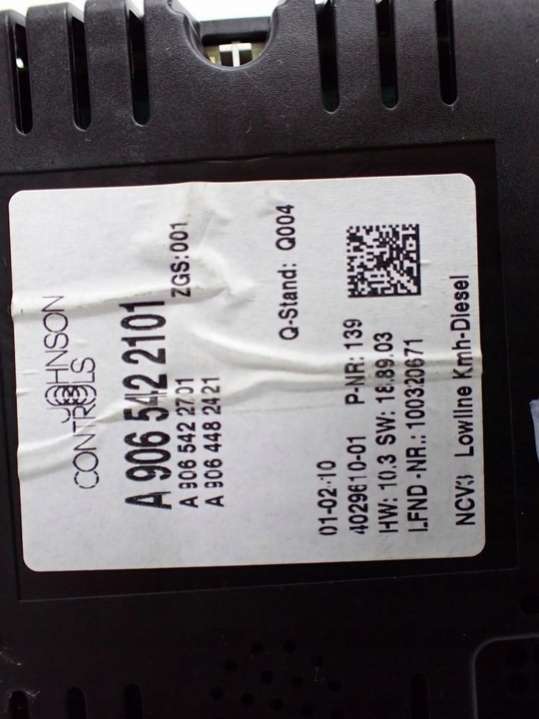 JOHNSON
CONTROLS
A 906 542 2101
A 906 542 2701 ZGS:001
A 906 448 2421
Q-Stand: Q004
01-02-10
4029610-01 P-NR: 139
HW: 10.3 SW: 18.89.03
LFND -NR.: 100320671
NCV3 Lowline Kmh-Diesel